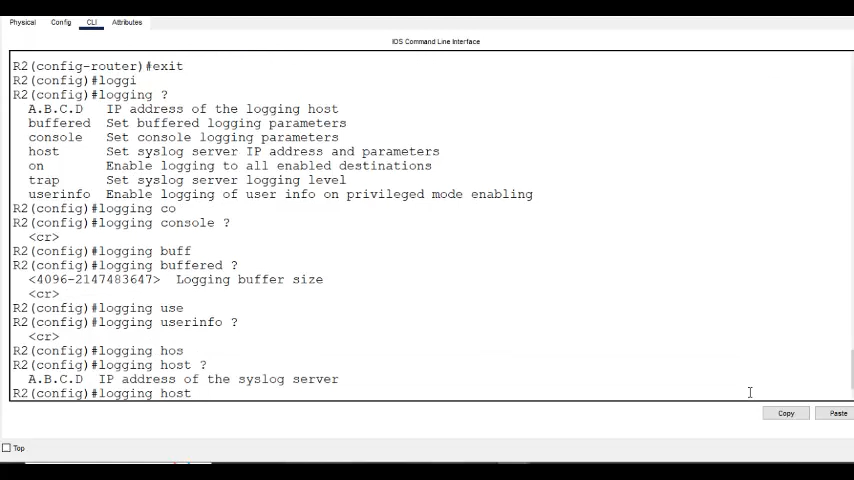 Physical Config CLI Attributes
IOS Command Line Interface
R2(config-router)#exit
R2(config)#loggi
R2(config)#logging ?
A.B.C.D IP address of the logging host
buffered Set buffered logging parameters
console Set console logging parameters
host Set syslog server IP address and parameters
on Enable logging to all enabled destinations
trap Set syslog server logging level
userinfo Enable logging of user info on privileged mode enabling
R2(config)#logging co
R2(config)#logging console ?
<cr>
R2(config)#logging buff
R2(config)#logging buffered ?
<4096-2147483647> Logging buffer size
<cr>
R2(config)#logging use
R2(config)#logging userinfo ?
<cr>
R2(config)#logging hos
R2(config)#logging host ?
A.B.C.D IP address of the syslog server
R2(config)#logging host
Copy Paste
Top